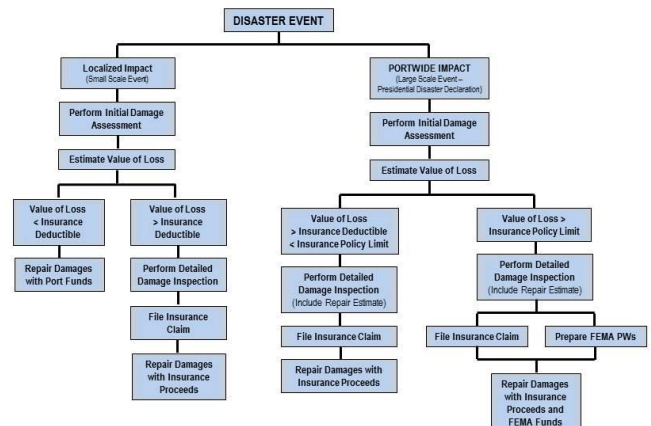 DISASTER EVENT
Localized Impact
(Small Scale Event)
Perform Initial Damage
Assessment
Estimate Value of Loss
Value of Loss
< Insurance
Deductible
Repair Damages
with Port Funds
Value of Loss
> Insurance
Deductible
Perform Detailed
Damage Inspection
File Insurance
Claim
Repair Damages
with Insurance
Proceeds
PORTWIDE IMPACT
(Large Scale Event –
Presidential Disaster Declaration)
Perform Initial Damage
Assessment
Estimate Value of Loss
Value of Loss
> Insurance Deductible
< Insurance Policy Limit
Perform Detailed
Damage Inspection
(Include Repair Estimate)
File Insurance Claim
Repair Damages with
Insurance Proceeds
Value of Loss >
Insurance Policy Limit
Perform Detailed
Damage Inspection
(Include Repair Estimate)
File Insurance Claim
Prepare FEMA PWs
Repair Damages
with Insurance
Proceeds and
FEMA Funds